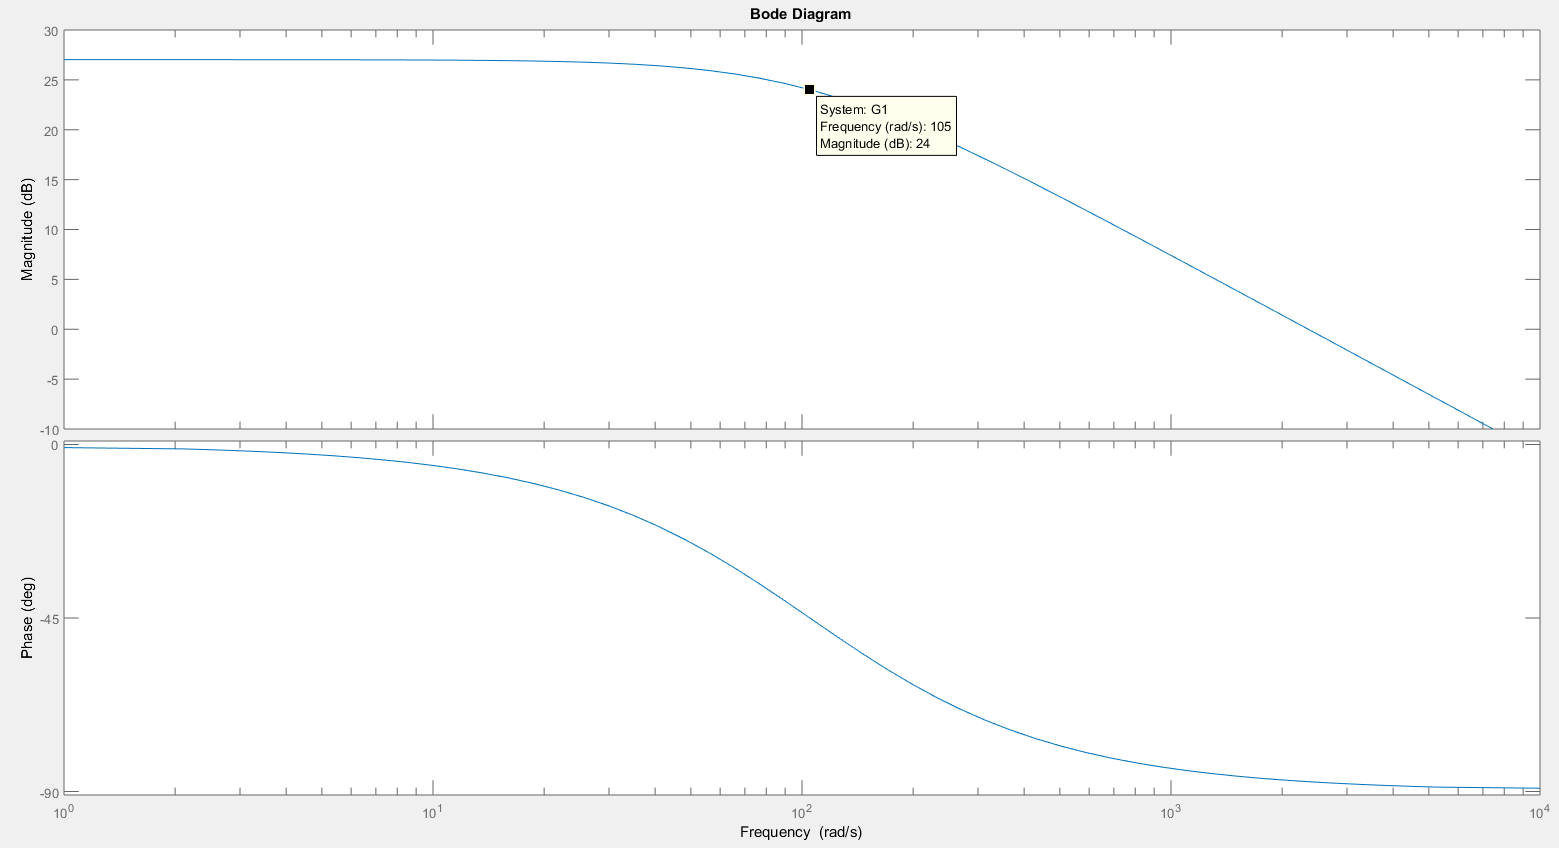 Bode Diagram
30
25
20
15
10
5
0
-5
-10
Magnitude (dB)
System: G1
Frequency (rad/s): 105
Magnitude (dB): 24
0
-45
-90
Phase (deg)
10^0
10^1
10^2
10^3
10^4
Frequency (rad/s)